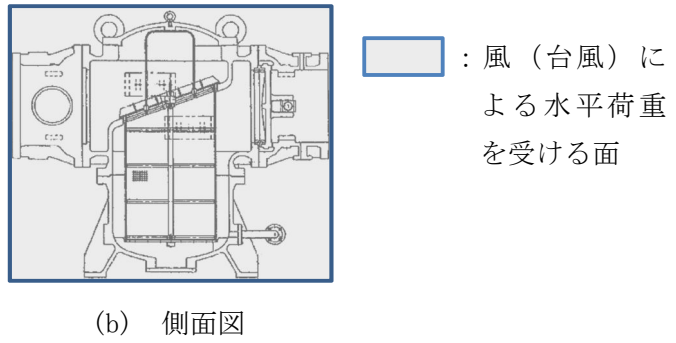 ：風（台風）に
よる水平荷重
を受ける面
(b)　側面図